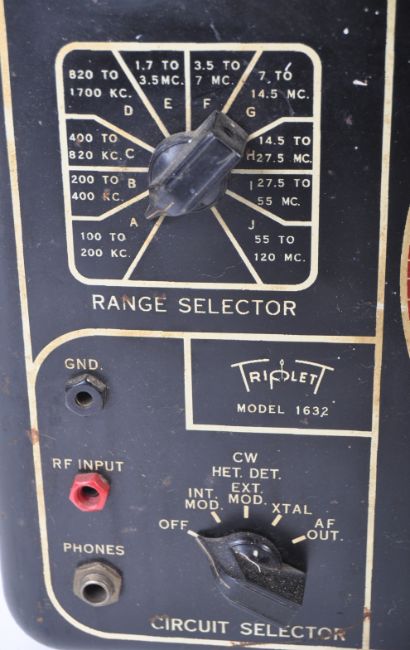 820 TO
1700 KC.
D
1.7 TO
3.5 MC.
E
3.5 TO
7 MC.
F
7 TO
14.5 MC.
G
400 TO
820 KC.
C
14.5 TO
27.5 MC.
H
200 TO
400 KC.
B
27.5 TO
55 MC.
I
100 TO
200 KC.
A
55 TO
120 MC.
J
RANGE SELECTOR
GND.
TRIPLETT
MODEL 1632
RF INPUT
PHONES
OFF
INT.
MOD.
CW
HET. DET.
EXT.
MOD.
XTAL
AF
OUT.
CIRCUIT SELECTOR